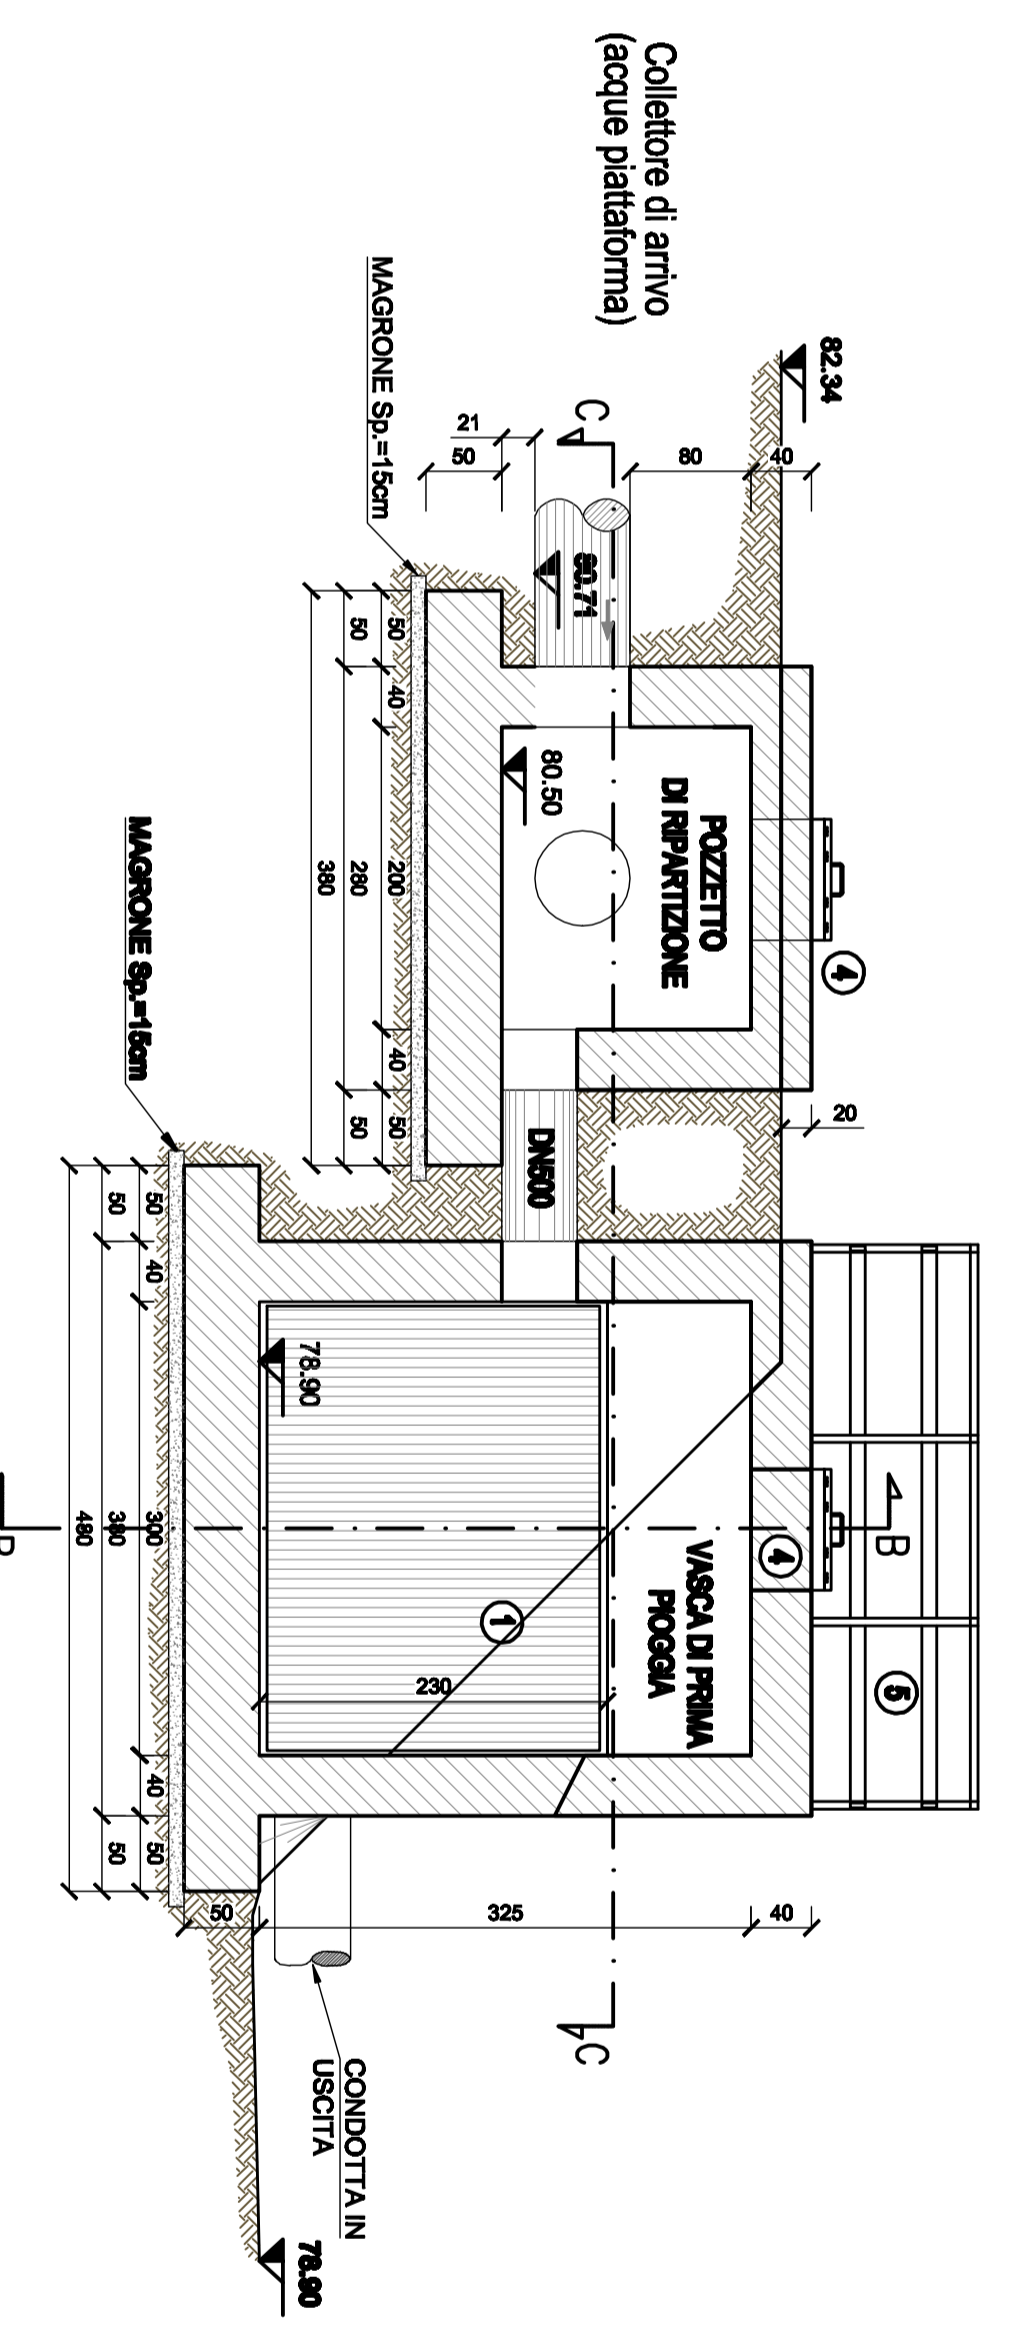 Collettore di arrivo
(acque piattaforma)
82.34
MAGRONE Sp.=15cm
C
40
80
21
50
80.71
80.50
POZZETTO
DI RIPARTIZIONE
4
20
50
40
200
40
50
50
280
50
380
DN500
MAGRONE Sp.=15cm
78.90
VASCA DI PRIMA
PIOGGIA
1
230
4
B
5
50
40
300
40
50
50
380
50
480
40
325
50
C
CONDOTTA IN
USCITA
78.90